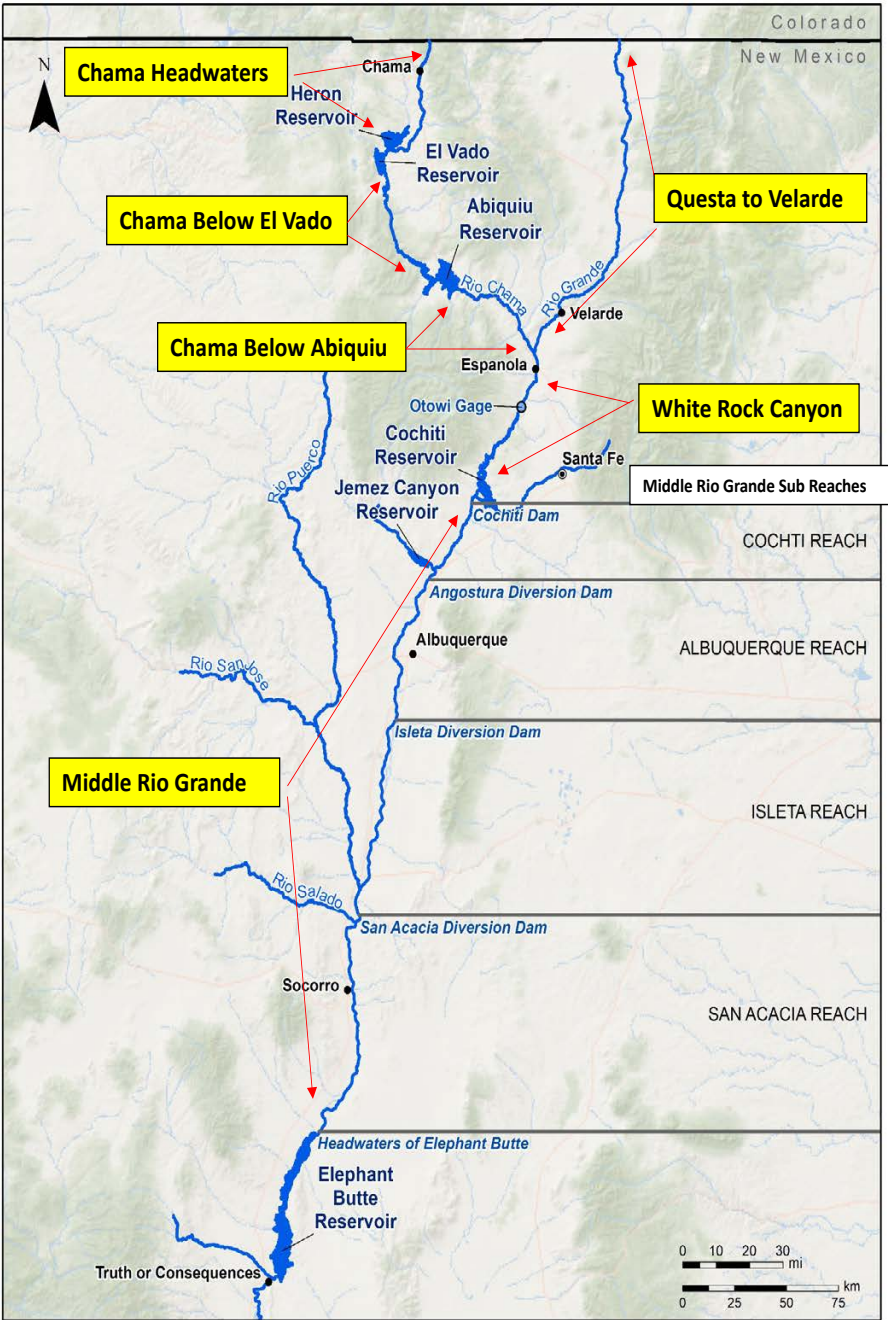 Colorado
New Mexico
N
Chama Headwaters
Chama
Heron
Reservoir
El Vado
Reservoir
Chama Below El Vado
Questa to Velarde
Abiquiu
Reservoir
Rio Chama
Rio Grande
Velarde
Chama Below Abiquiu
Espanola
Otowi Gage
White Rock Canyon
Cochiti
Reservoir
Santa Fe
Rio Puerco
Jemez Canyon
Reservoir
Middle Rio Grande Sub Reaches
Cochiti Dam
COCHTI REACH
Angostura Diversion Dam
Albuquerque
ALBUQUERQUE REACH
Rio San Jose
Isleta Diversion Dam
Middle Rio Grande
ISLETA REACH
Rio Salado
San Acacia Diversion Dam
Socorro
SAN ACACIA REACH
Headwaters of Elephant Butte
Elephant
Butte
Reservoir
Truth or Consequences
0 10 20 30
mi
km
0 25 50 75